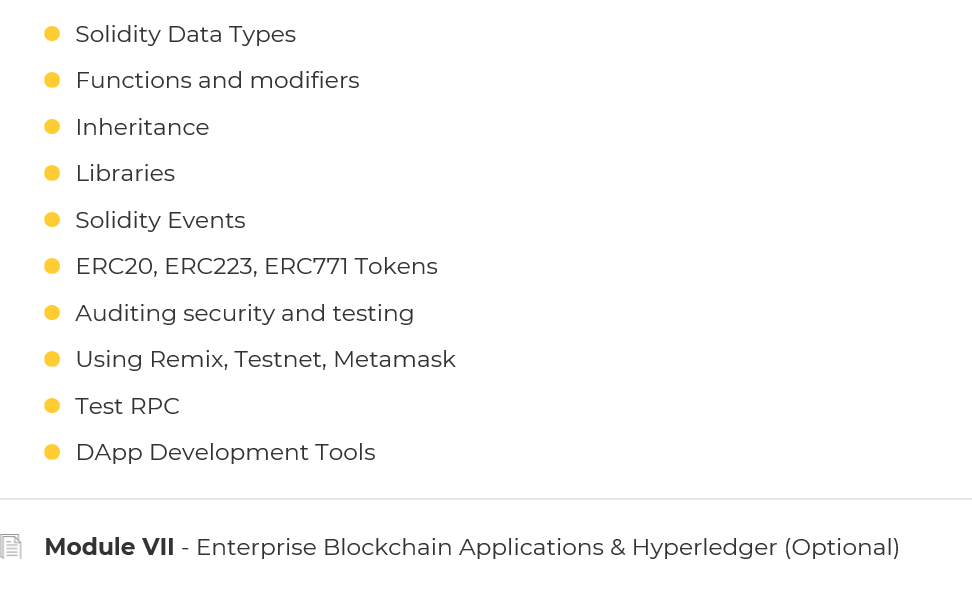 Solidity Data Types
Functions and modifiers
Inheritance
Libraries
Solidity Events
ERC20, ERC223, ERC771 Tokens
Auditing security and testing
Using Remix, Testnet, Metamask
Test RPC
DApp Development Tools
Module VII - Enterprise Blockchain Applications & Hyperledger (Optional)